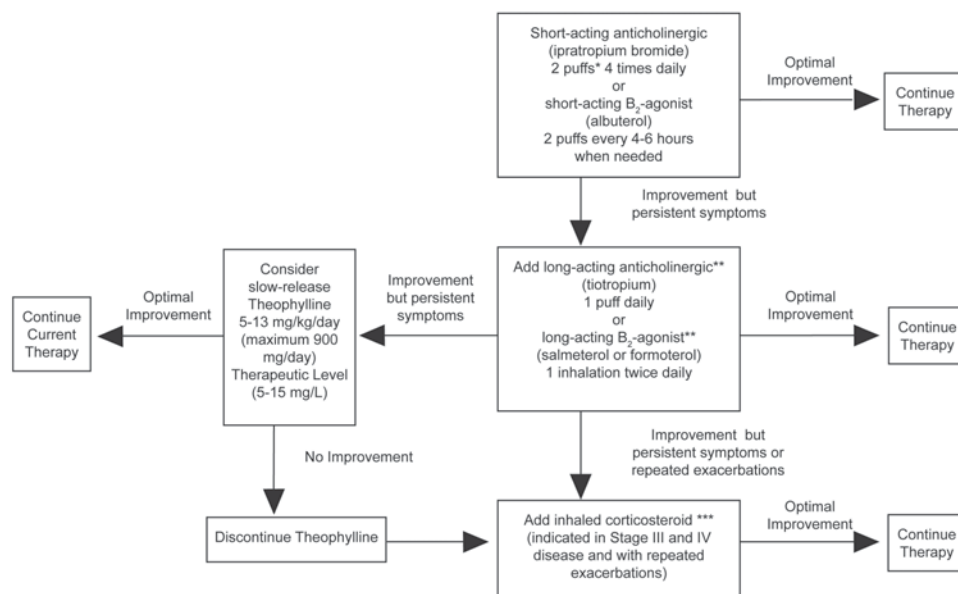 Short-acting anticholinergic
(ipratropium bromide)
2 puffs* 4 times daily
or
short-acting B₂-agonist
(albuterol)
2 puffs every 4-6 hours
when needed
Optimal
Improvement
Continue
Therapy
Improvement but
persistent symptoms
Add long-acting anticholinergic**
(tiotropium)
1 puff daily
or
long-acting B₂-agonist**
(salmeterol or formoterol)
1 inhalation twice daily
Optimal
Improvement
Continue
Therapy
Improvement
but persistent
symptoms
Consider
slow-release
Theophylline
5-13 mg/kg/day
(maximum 900
mg/day)
Therapeutic Level
(5-15 mg/L)
Optimal
Improvement
Continue
Current
Therapy
No Improvement
Discontinue Theophylline
Improvement but
persistent symptoms or
repeated exacerbations
Add inhaled corticosteroid ***
(indicated in Stage III and IV
disease and with repeated
exacerbations)
Optimal
Improvement
Continue
Therapy